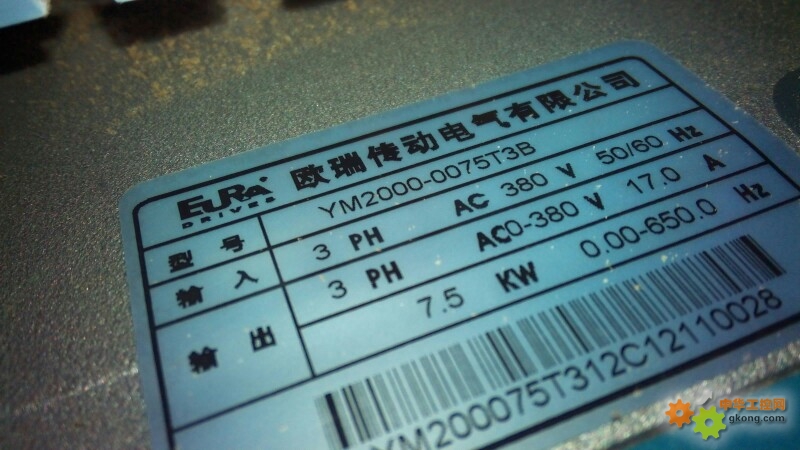 EURA DRIVES 欧瑞传动电气有限公司
型号 YM2000-0075T3B
输入 3 PH AC 380 V 50/60 Hz
输出 3 PH AC0-380 V 17.0 A
7.5 KW 0.00-650.0 Hz
YM200075T312C12110028
中华工控网
gkong.com